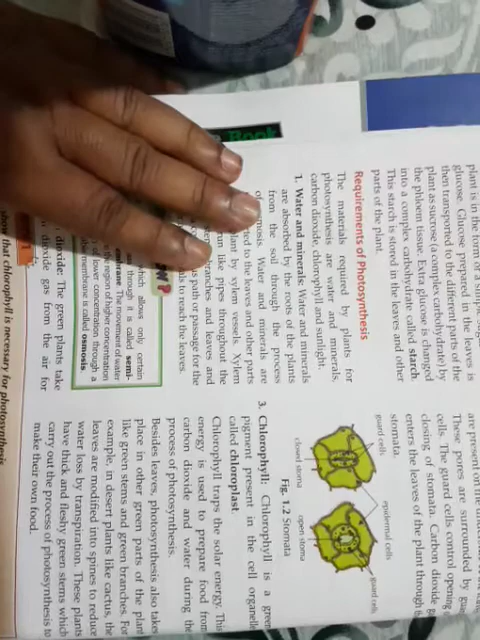 plant is in the form of a simple
glucose. Glucose prepared in the leaves is
then transported to the different parts of the
plant as sucrose (a complex carbohydrate) by
the phloem tissue. Extra glucose is changed
into a complex carbohydrate called starch.
This starch is stored in the leaves and other
parts of the plant.
Requirements of Photosynthesis
The materials required by plants for
photosynthesis are water and minerals,
carbon dioxide, chlorophyll and sunlight.
1. Water and minerals: Water and minerals
are absorbed by the roots of the plants
from the soil through the process
of osmosis. Water and minerals are
to the leaves and other parts
plant by xylem vessels. Xylem
run like pipes throughout the
branches and leaves and
path or passage for the
to reach the leaves.
which allows only certain
through it is called semi-
The movement of water
the region of higher concentration
of lower concentration through a
membrane is called osmosis.
dioxide: The green plants take
dioxide gas from the air for
show that chlorophyll is necessary for photosynthesis
are present on the
These pores are surrounded by
cells. The guard cells control opening
closing of stomata. Carbon dioxide
enters the leaves of the plant through
stomata.
guard cells
epidermal cells
guard cells
closed stoma
open stoma
Fig. 1.2 Stomata
3. Chlorophyll: Chlorophyll is a green
pigment present in the cell organelle
called chloroplast
Chlorophyll traps the solar energy. This
energy is used to prepare food from
carbon dioxide and water during the
process of photosynthesis.
Besides leaves, photosynthesis also takes
place in other green parts of the plant
like green stems and green branches. For
example, in desert plants like cactus, the
leaves are modified into spines to reduce
water loss by transpiration. These plants
have thick and fleshy green stems which
carry out the process of photosynthesis to
make their own food.
Book